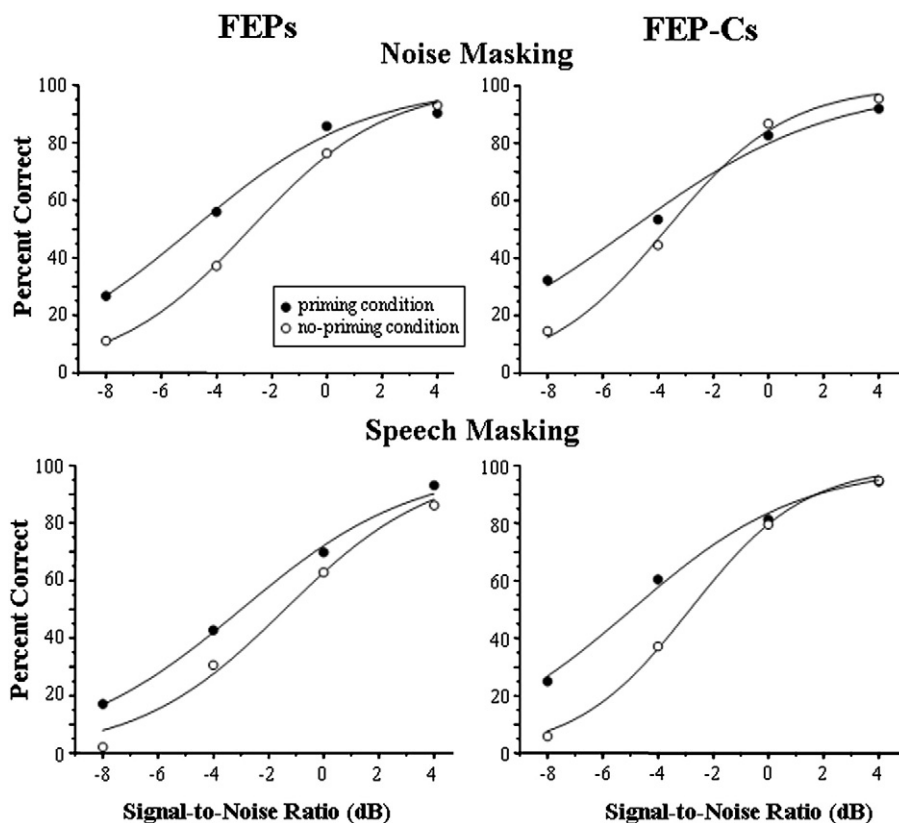 FEPs
FEP-Cs
Noise Masking
Percent Correct
100
80
60
40
20
0
-8 -6 -4 -2 0 2 4
priming condition
no-priming condition
100
80
60
40
20
0
-8 -6 -4 -2 0 2 4
Speech Masking
Percent Correct
100
80
60
40
20
0
-8 -6 -4 -2 0 2 4
Signal-to-Noise Ratio (dB)
100
80
60
40
20
0
-8 -6 -4 -2 0 2 4
Signal-to-Noise Ratio (dB)